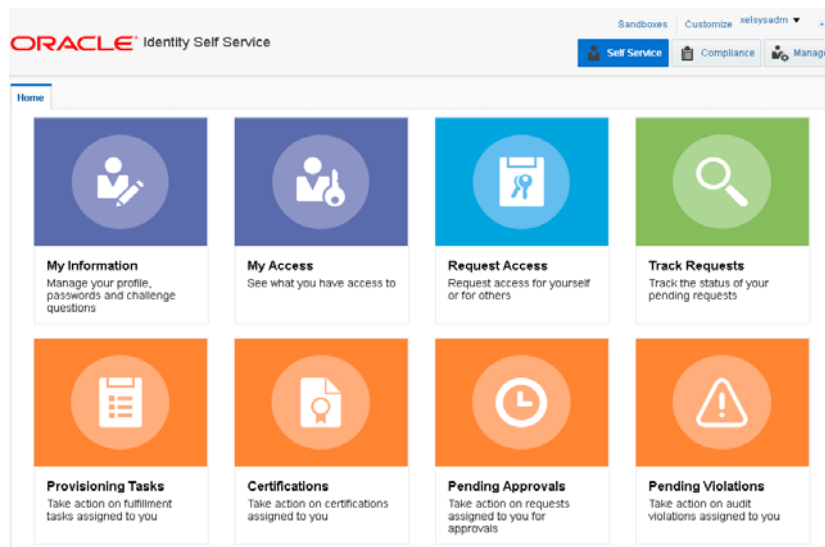 Sandboxes Customize xelsysadm
ORACLE Identity Self Service
Self Service Compliance Manage
Home
My Information
Manage your profile,
passwords and challenge
questions
My Access
See what you have access to
Request Access
Request access for yourself
or for others
Track Requests
Track the status of your
pending requests
Provisioning Tasks
Take action on fulfillment
tasks assigned to you
Certifications
Take action on certifications
assigned to you
Pending Approvals
Take action on requests
assigned to you for
approvals
Pending Violations
Take action on audit
violations assigned to you